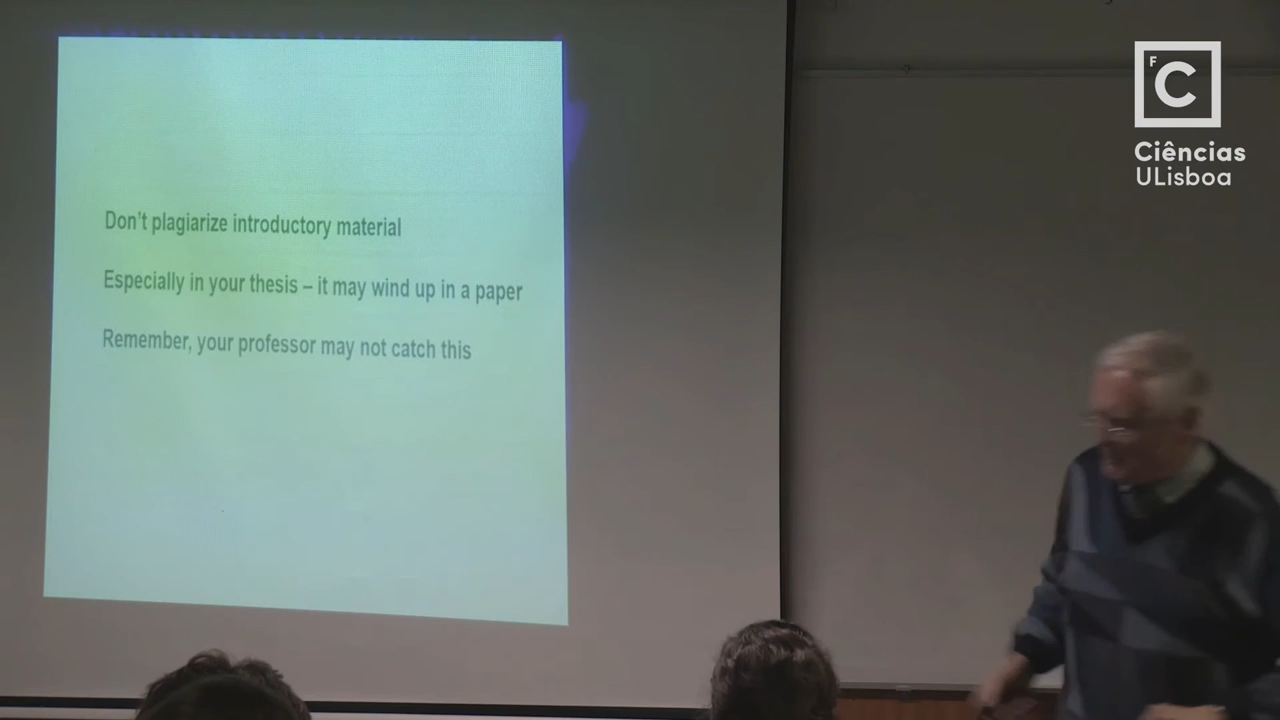 Don't plagiarize introductory material
Especially in your thesis – it may wind up in a paper
Remember, your professor may not catch this
FC
Ciências
ULisboa